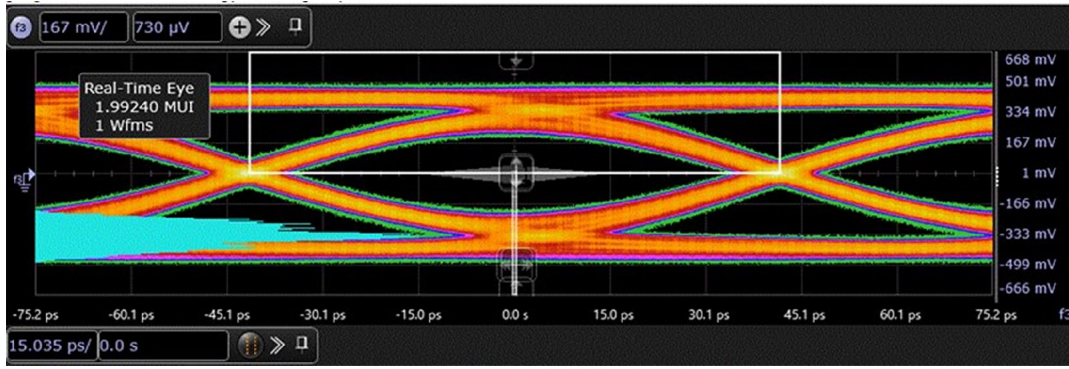 f3 167 mV/ 730 µV
668 mV
501 mV
Real-Time Eye
1.99240 MUI
1 Wfms
334 mV
167 mV
1 mV
-165 mV
-333 mV
-499 mV
-666 mV
-75.2 ps -60.1 ps -45.1 ps -30.1 ps -15.0 ps 0.0 s 15.0 ps 30.1 ps 45.1 ps 60.1 ps 75.2 ps f3
15.035 ps/ 0.0 s